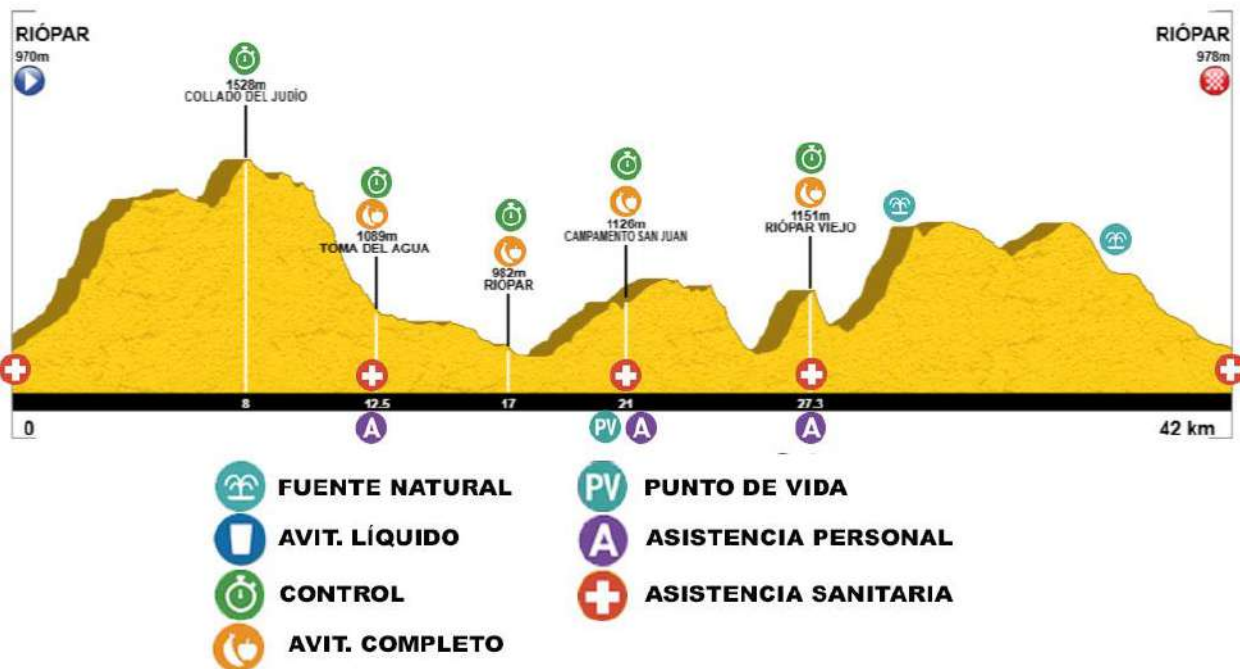 RIÓPAR
970m
RIÓPAR
978m
1528m
COLLADO DEL JUDÍO
1089m
TOMA DEL AGUA
982m
RIÓPAR
1126m
CAMPAMENTO SAN JUAN
1151m
RIÓPAR VIEJO
8
12.5
17
21
27.3
A
PV
A
A
0
42 km
FUENTE NATURAL
AVIT. LÍQUIDO
CONTROL
AVIT. COMPLETO
PV PUNTO DE VIDA
A ASISTENCIA PERSONAL
ASISTENCIA SANITARIA